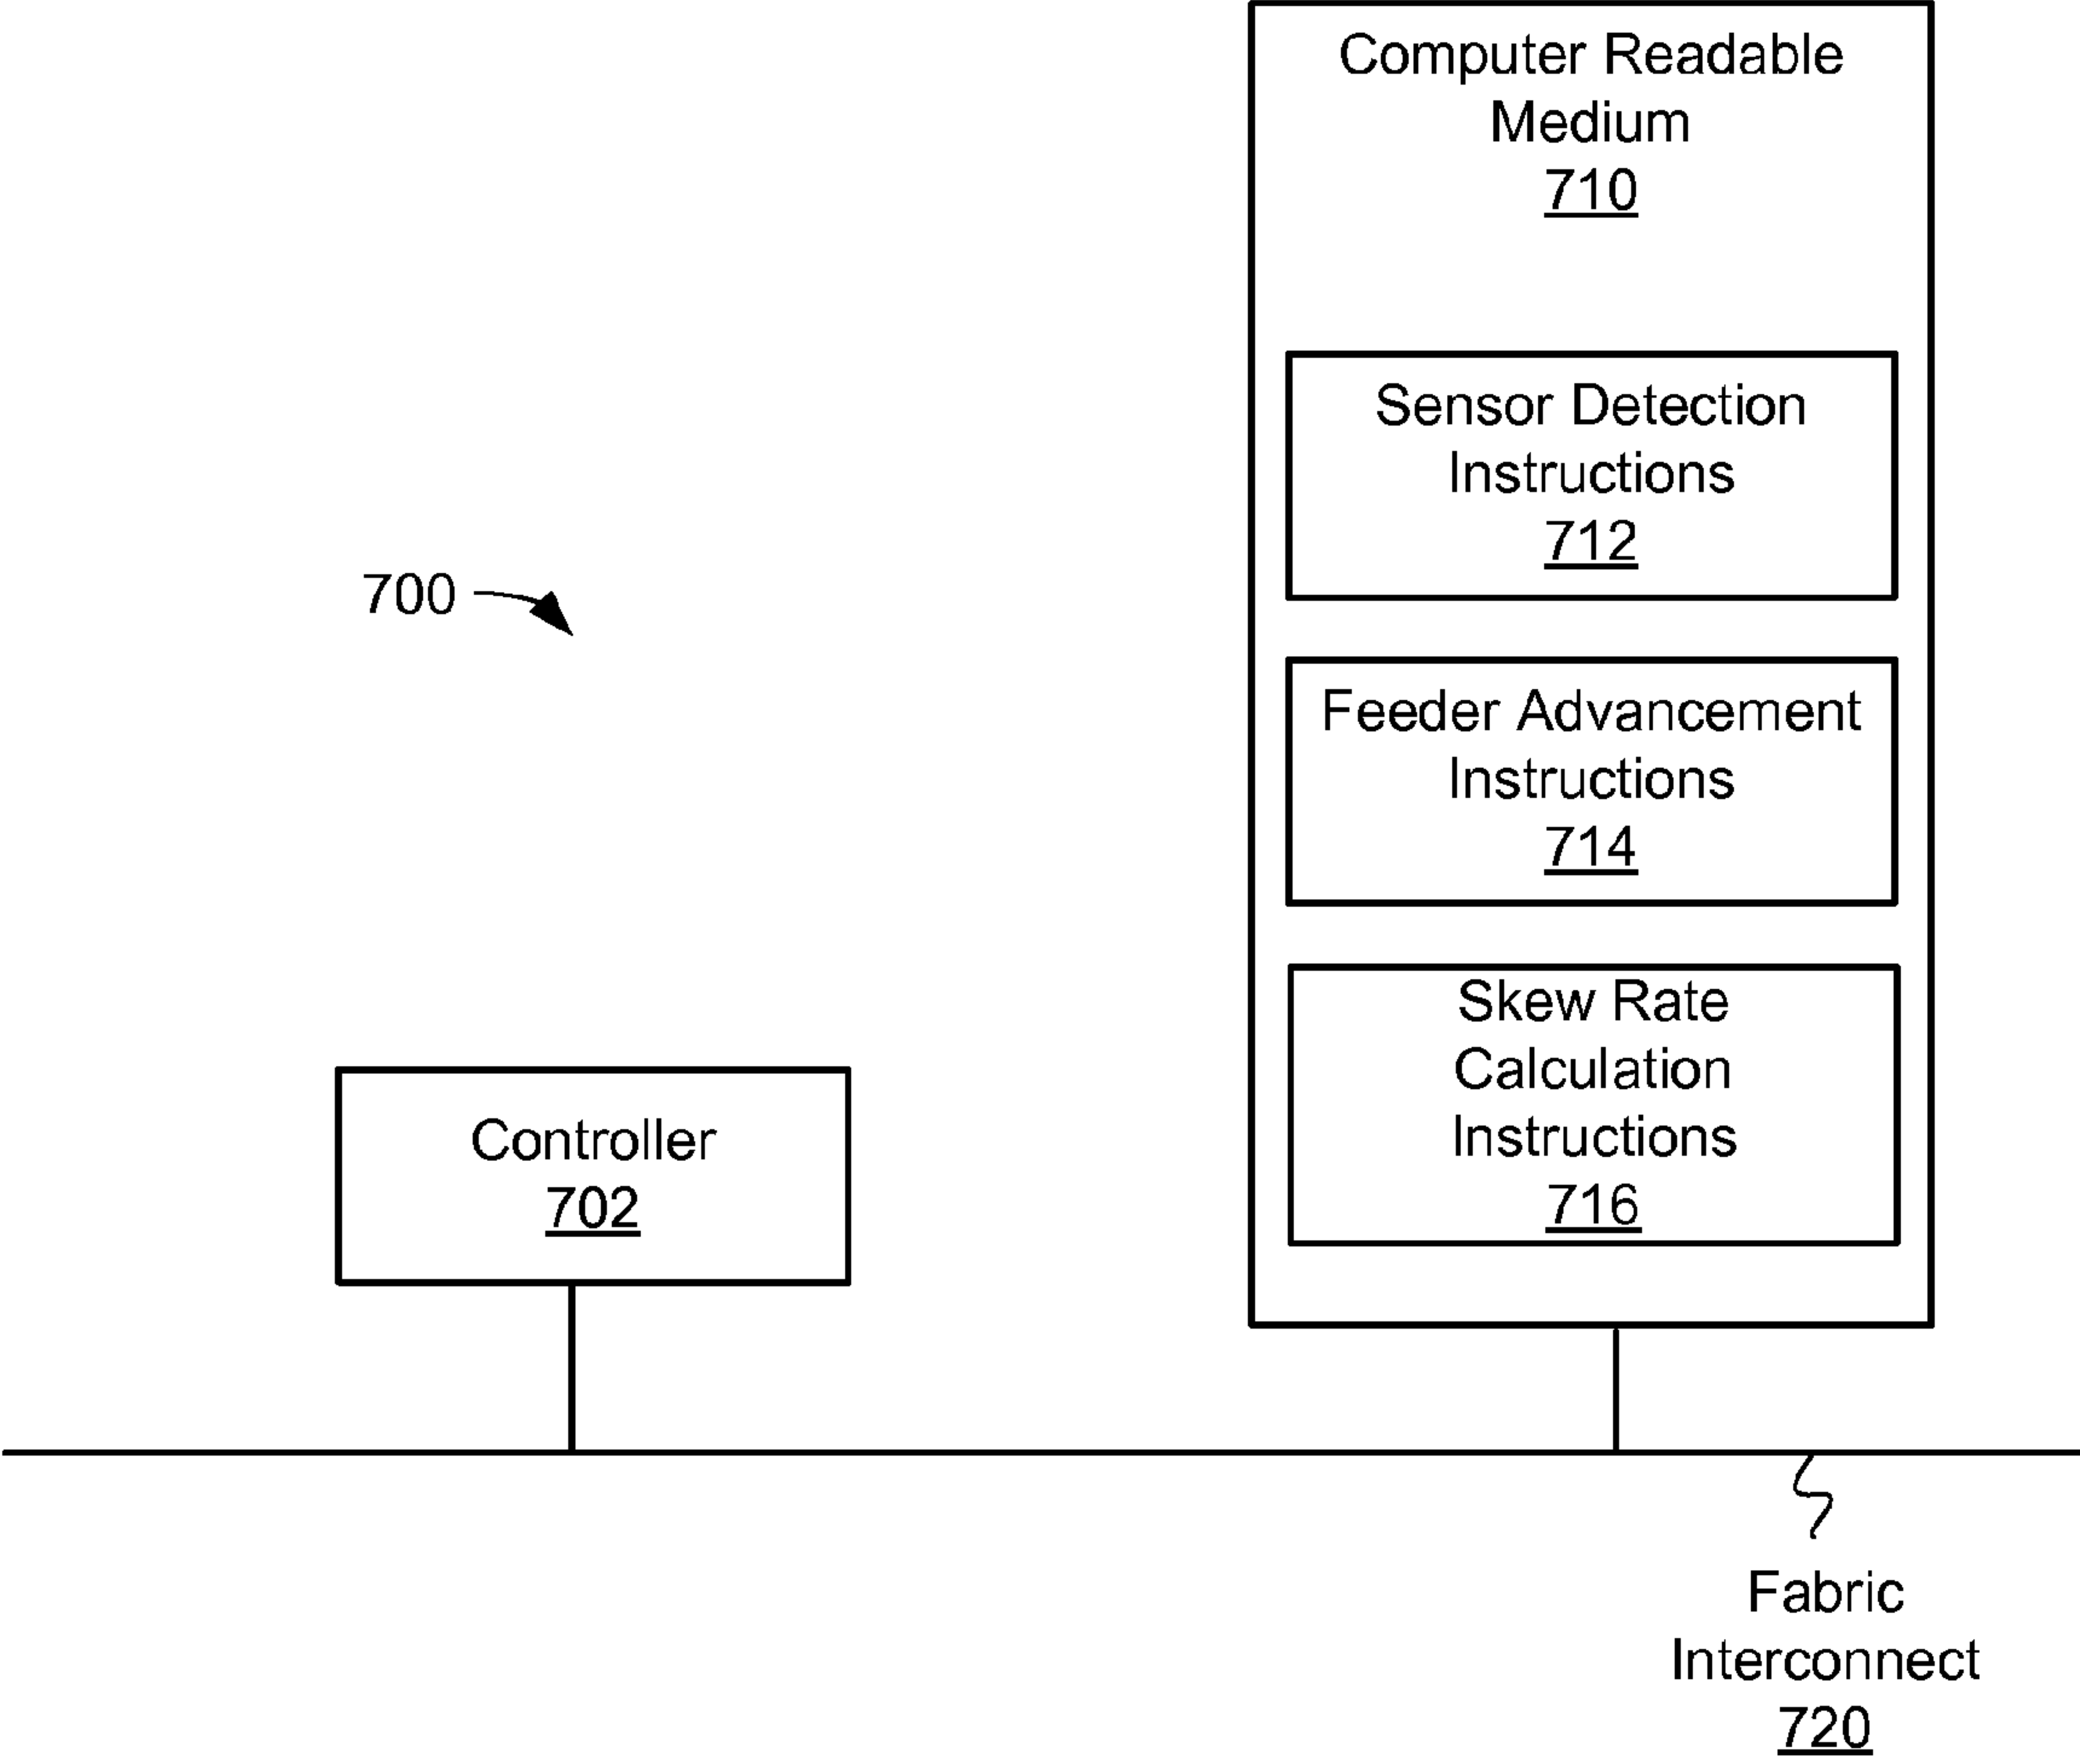 Computer Readable
Medium
710
Sensor Detection
Instructions
712
700
Feeder Advancement
Instructions
714
Skew Rate
Calculation
Instructions
716
Controller
702
Fabric
Interconnect
720